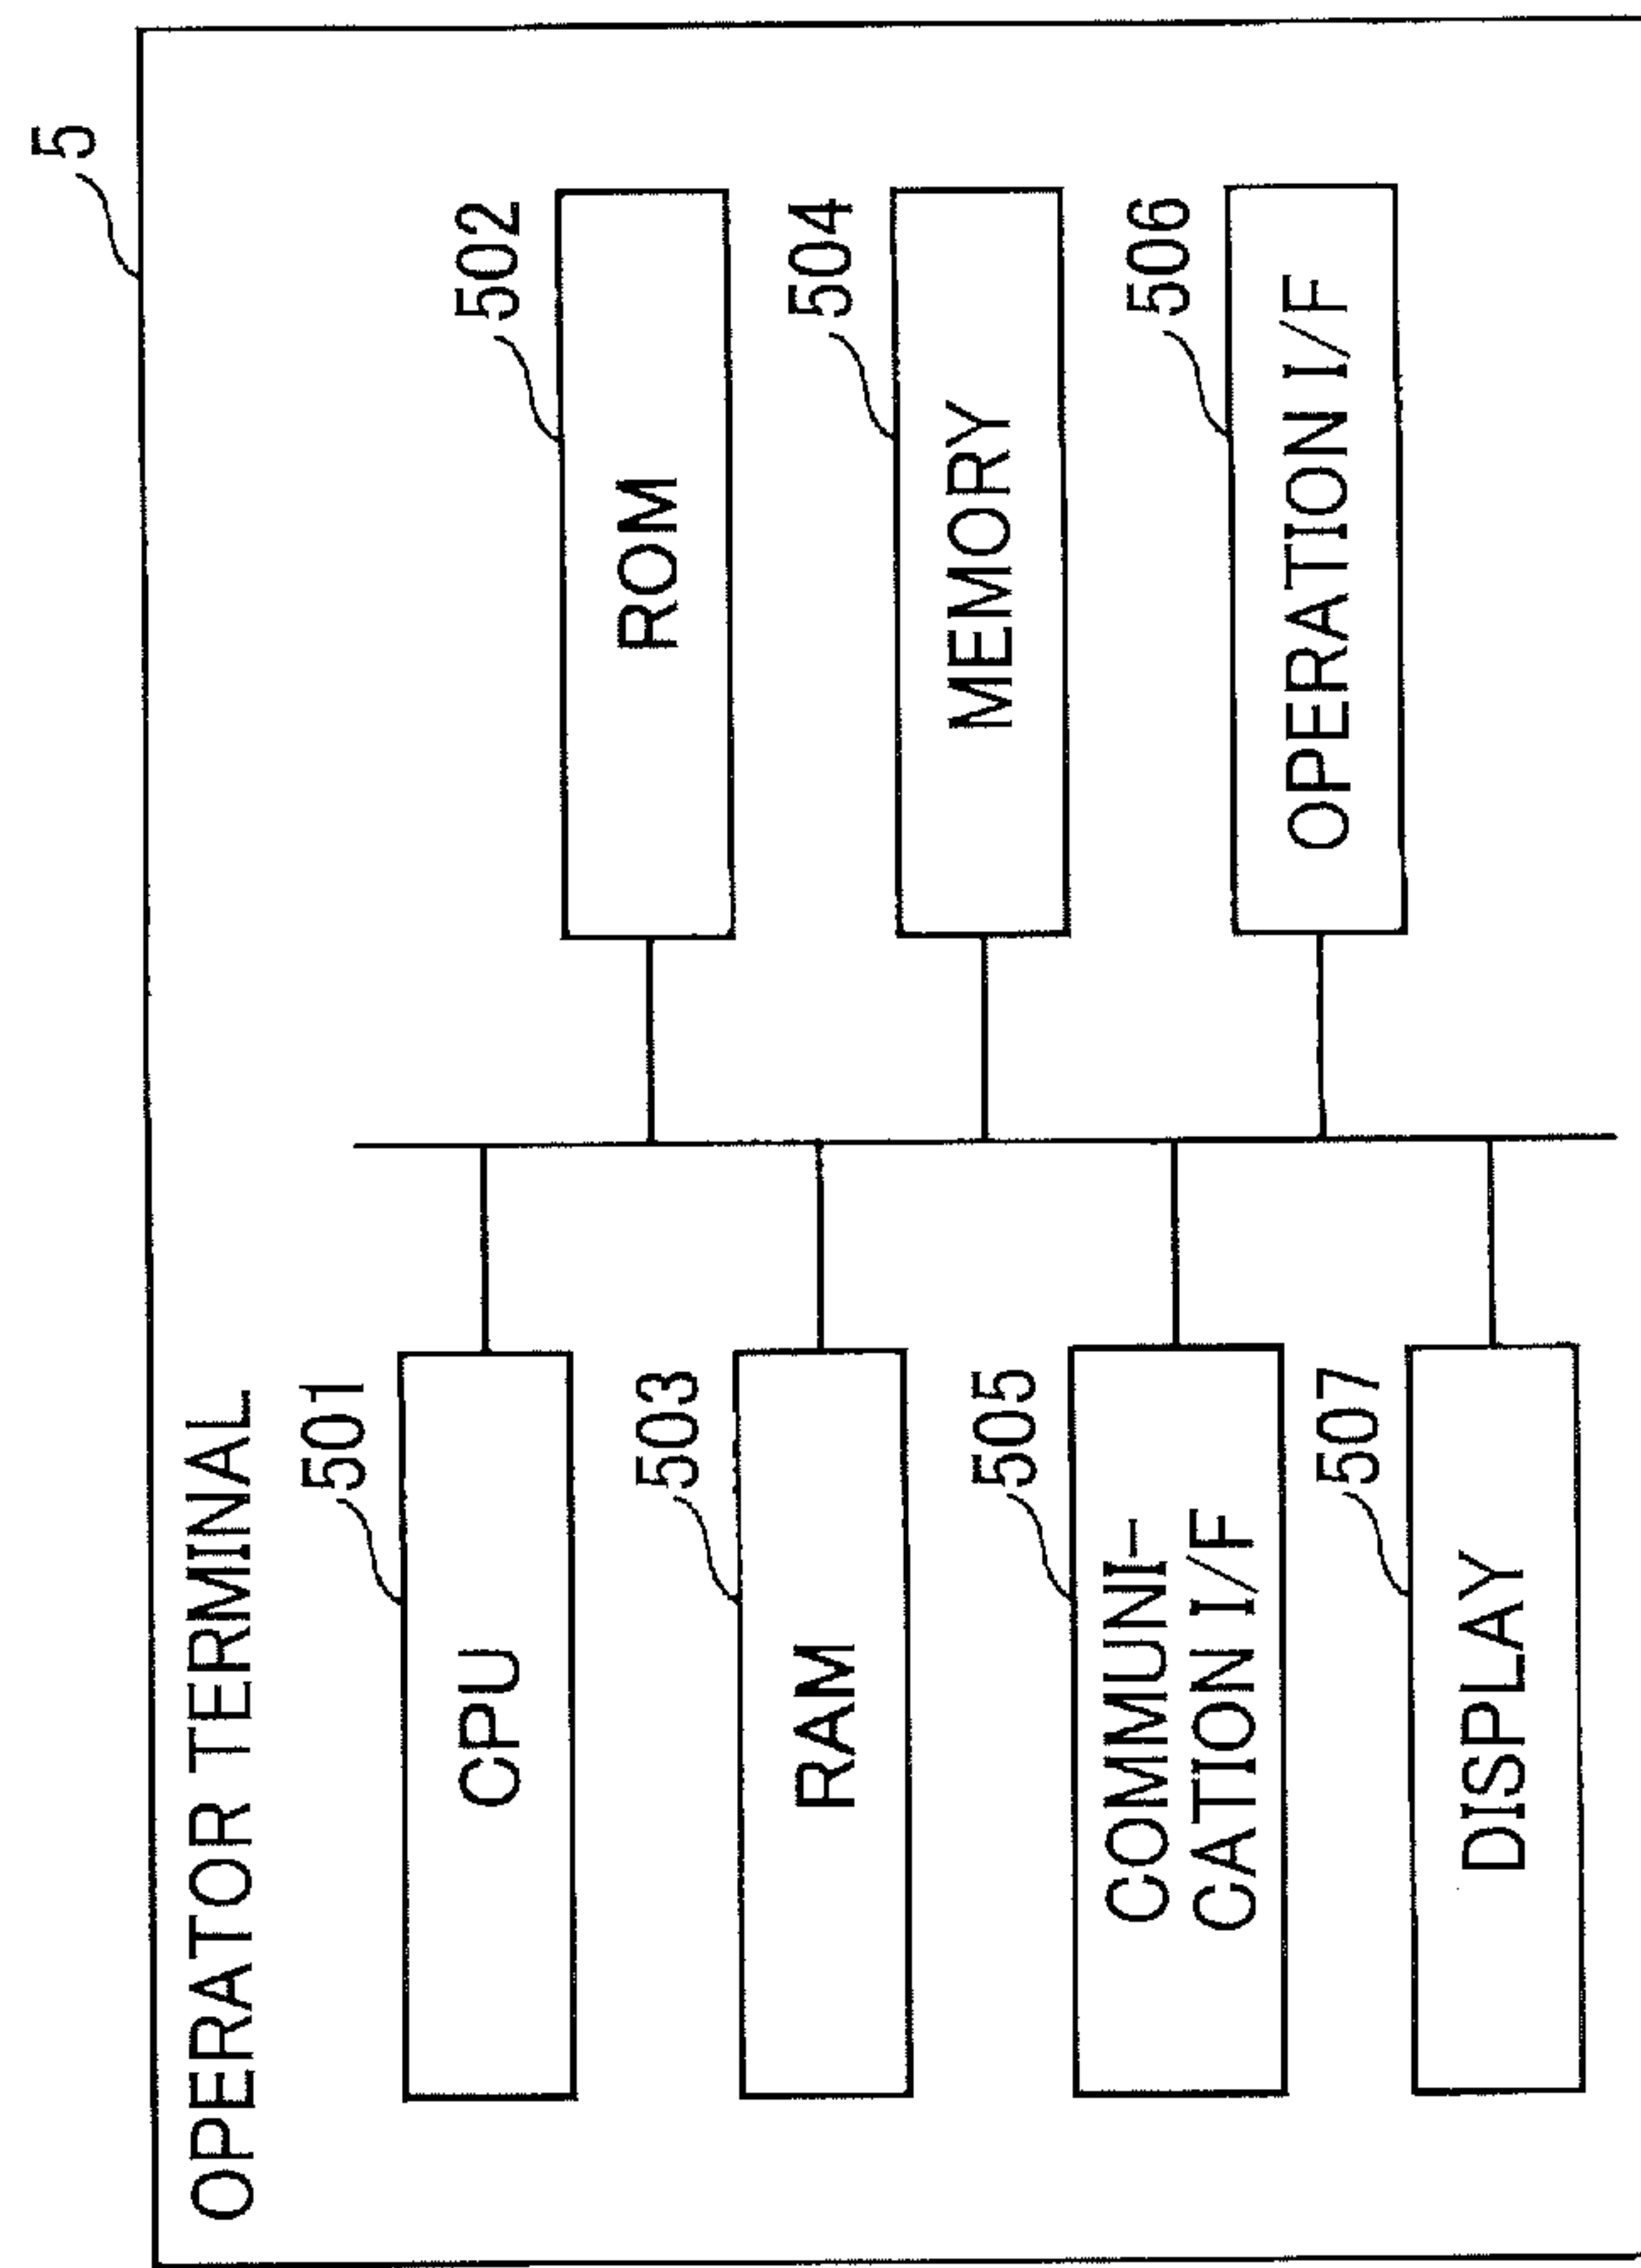 5
OPERATOR TERMINAL
501
CPU
502
ROM
503
RAM
504
MEMORY
505
COMMUNI-
CATION I/F
506
OPERATION I/F
507
DISPLAY